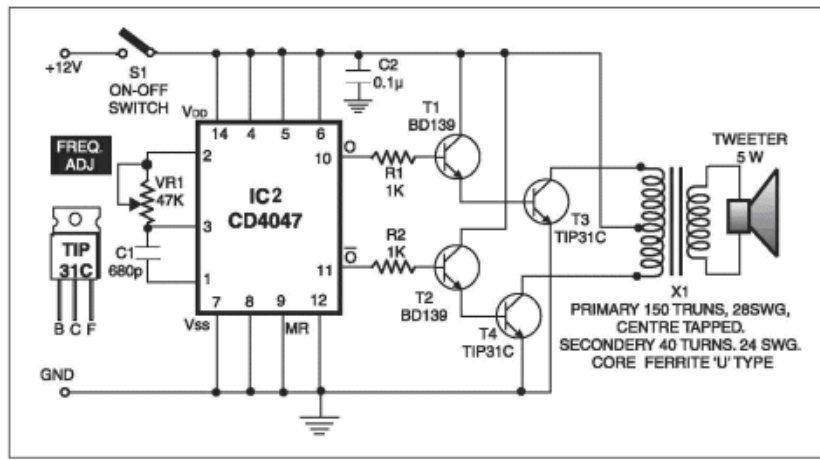 +12V
S1
ON-OFF
SWITCH
C2
0.1µ
T1
BD139
TWEETER
5 W
VDD
14 4 5 6
FREQ.
ADJ
2
10
O
R1
1K
VR1
47K
IC2
CD4047
3
T3
TIP31C
TIP
31C
C1
680p
R2
1K
O̅
1
11
T2
BD139
X1
7 8 9 12
Vss
MR
T4
TIP31C
B C F
PRIMARY 150 TRUNS, 28SWG,
CENTRE TAPPED.
SECONDERY 40 TURNS. 24 SWG.
CORE FERRITE 'U' TYPE
GND